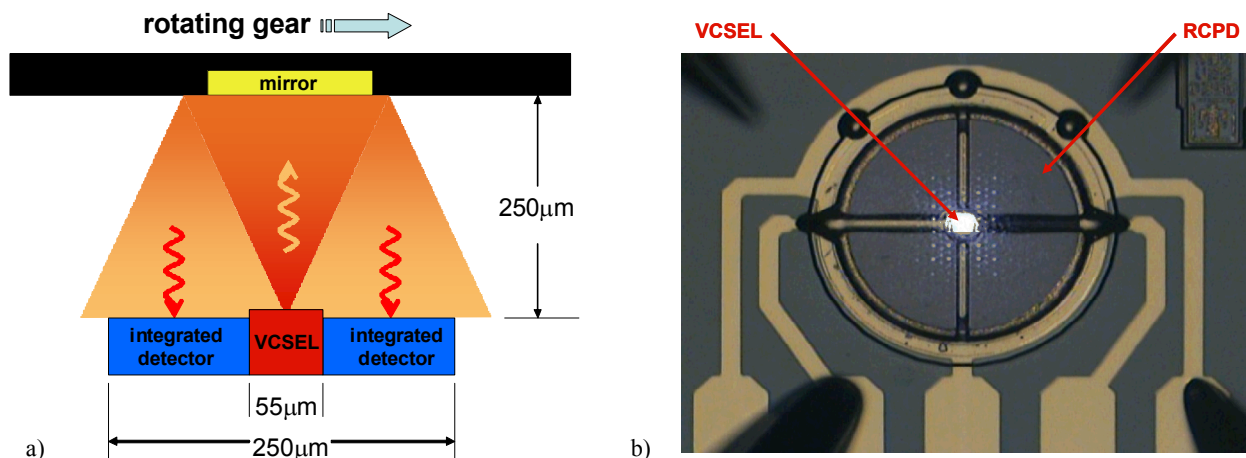 rotating gear
mirror
250μm
integrated
detector
VCSEL
integrated
detector
55μm
250μm
a)
VCSEL
RCPD
b)